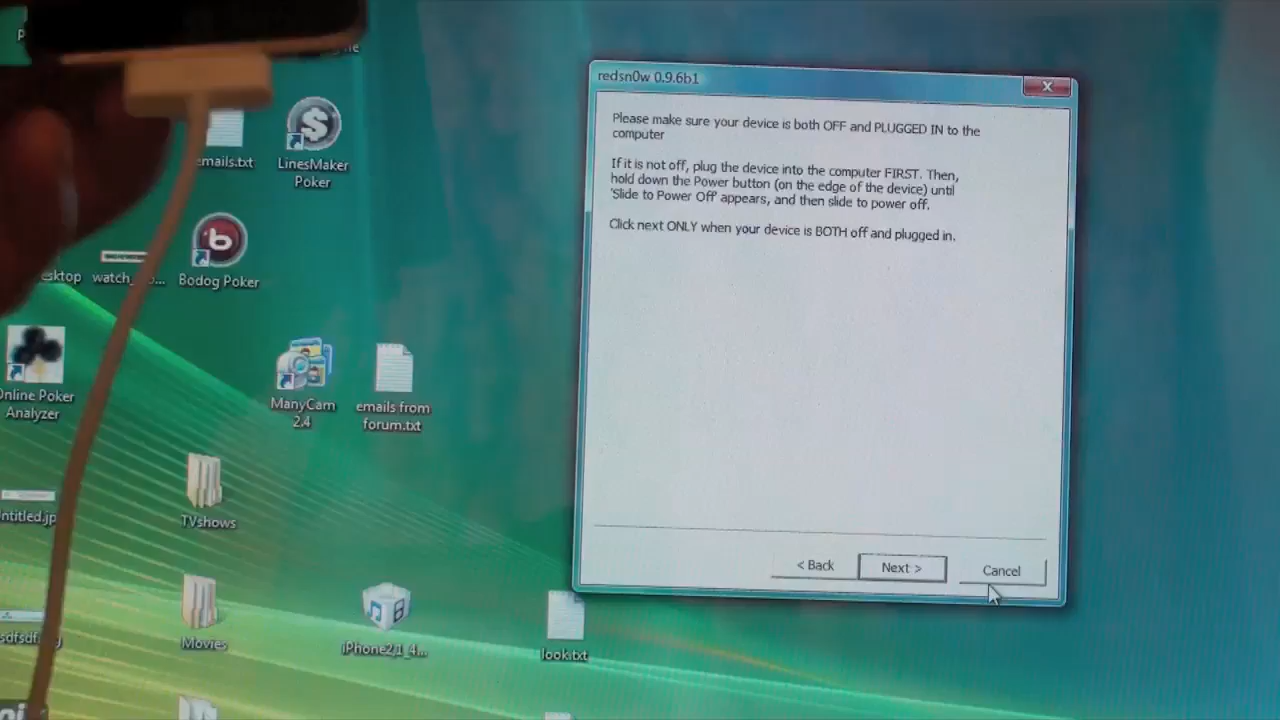 redsn0w 0.9.6b1
Please make sure your device is both OFF and PLUGGED IN to the
computer
If it is not off, plug the device into the computer FIRST. Then,
hold down the Power button (on the edge of the device) until
'Slide to Power Off' appears, and then slide to power off.
Click next ONLY when your device is BOTH off and plugged in.
< Back
Next >
Cancel
emails.txt
LinesMaker
Poker
watch_
Bodog Poker
Online Poker
Analyzer
ManyCam
2.4
emails from
forum.txt
TVshows
Movies
iPhone2,1_4...
look.txt